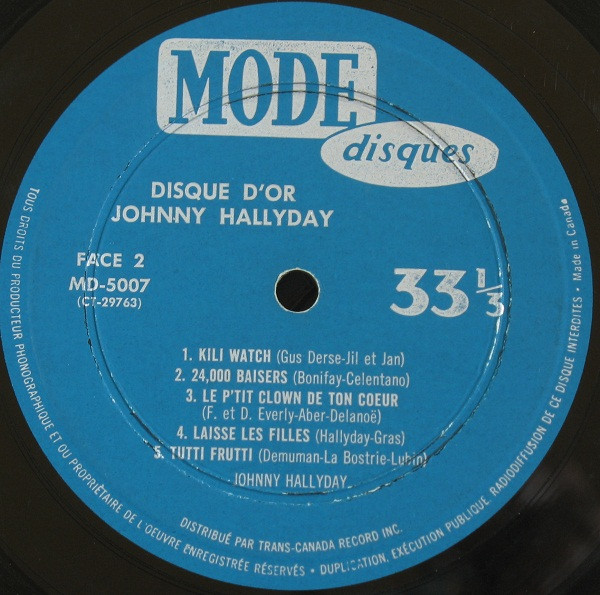 MODE
disques
DISQUE D'OR
JOHNNY HALLYDAY
FACE 2
MD-5007
(CT-29763)
33⅓
1. KILI WATCH (Gus Derse-Jil et Jan)
2. 24,000 BAISERS (Bonifay-Celentano)
3. LE P'TIT CLOWN DE TON COEUR
(F. et D. Everly-Aber-Delanoë)
4. LAISSE LES FILLES (Hallyday-Gras)
5. TUTTI FRUTTI (Demuman-La Bostrie-Lubin)
JOHNNY HALLYDAY
DISTRIBUÉ PAR TRANS-CANADA RECORD INC.
TOUS DROITS DU PRODUCTEUR PHONOGRAPHIQUE ET DU PROPRIÉTAIRE DE L'OEUVRE ENREGISTRÉE RÉSERVÉS • DUPLICATION, EXÉCUTION PUBLIQUE, RADIODIFFUSION DE CE DISQUE INTERDITES • Made in Canada